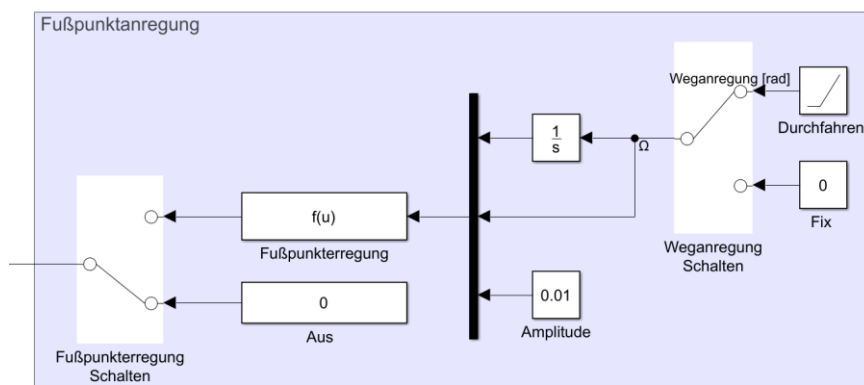 Fußpunktanregung
Weganregung [rad]
Durchfahren
1
s
Ω
0
Fix
f(u)
Fußpunkterregung
Weganregung
Schalten
0.01
Amplitude
0
Aus
Fußpunkterregung
Schalten